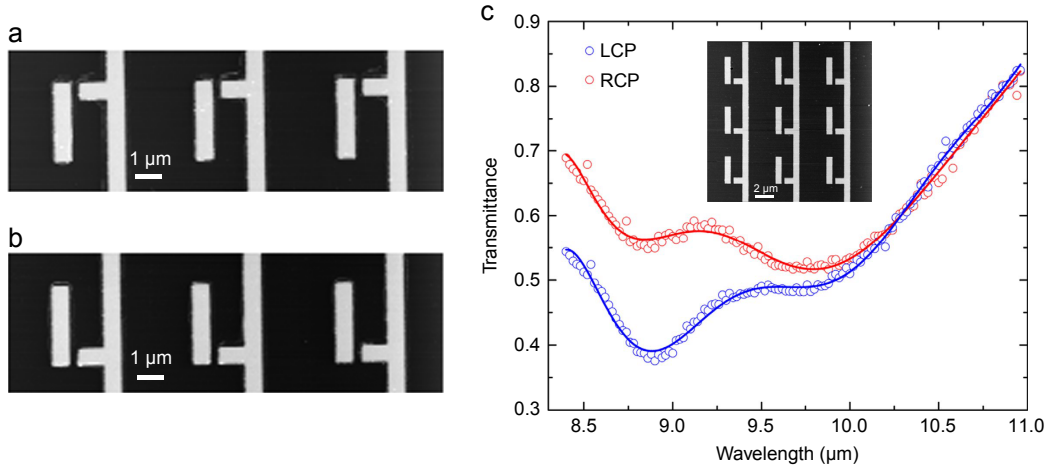 a
1 µm
b
1 µm
c
LCP
RCP
2 µm
Transmittance
0.9
0.8
0.7
0.6
0.5
0.4
0.3
8.5
9.0
9.5
10.0
10.5
11.0
Wavelength (µm)